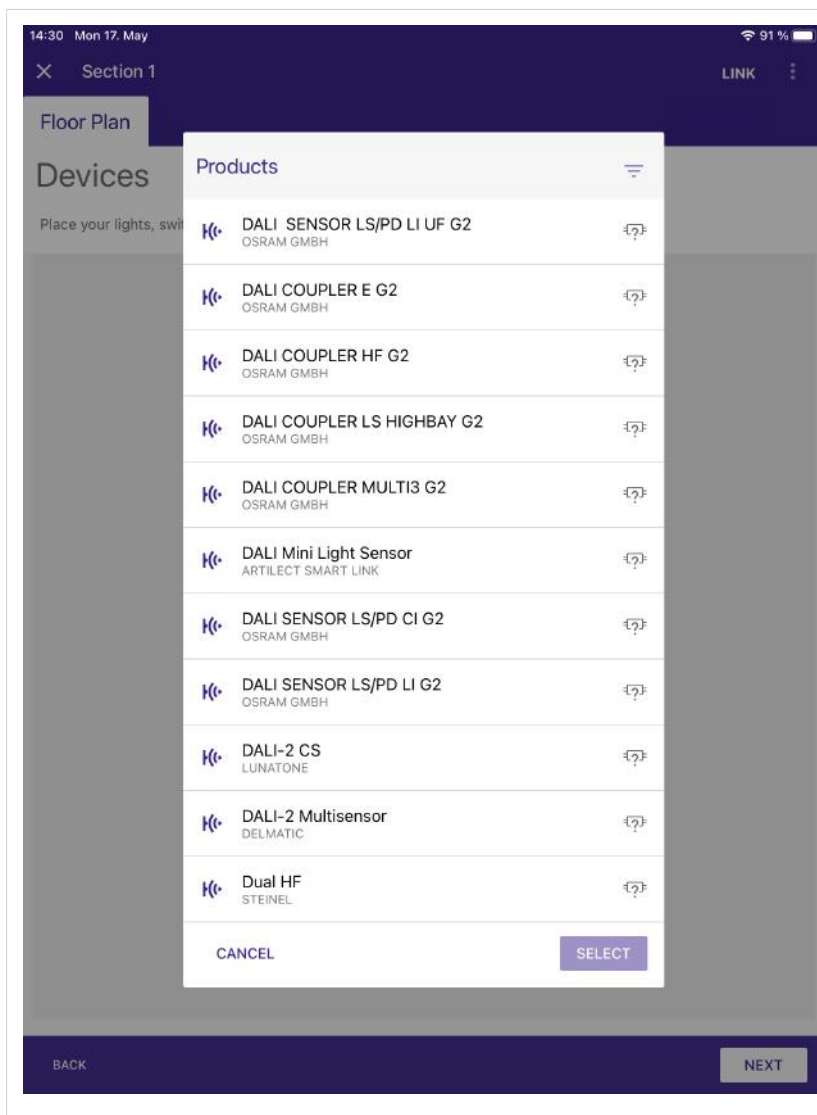 14:30 Mon 17. May 91 %
Section 1 LINK
Floor Plan
Devices
Place your lights, swi
Products
DALI SENSOR LS/PD LI UF G2
OSRAM GMBH
DALI COUPLER E G2
OSRAM GMBH
DALI COUPLER HF G2
OSRAM GMBH
DALI COUPLER LS HIGHBAY G2
OSRAM GMBH
DALI COUPLER MULTI3 G2
OSRAM GMBH
DALI Mini Light Sensor
ARTILECT SMART LINK
DALI SENSOR LS/PD CI G2
OSRAM GMBH
DALI SENSOR LS/PD LI G2
OSRAM GMBH
DALI-2 CS
LUNATONE
DALI-2 Multisensor
DELMATIC
Dual HF
STEINEL
CANCEL SELECT
BACK NEXT